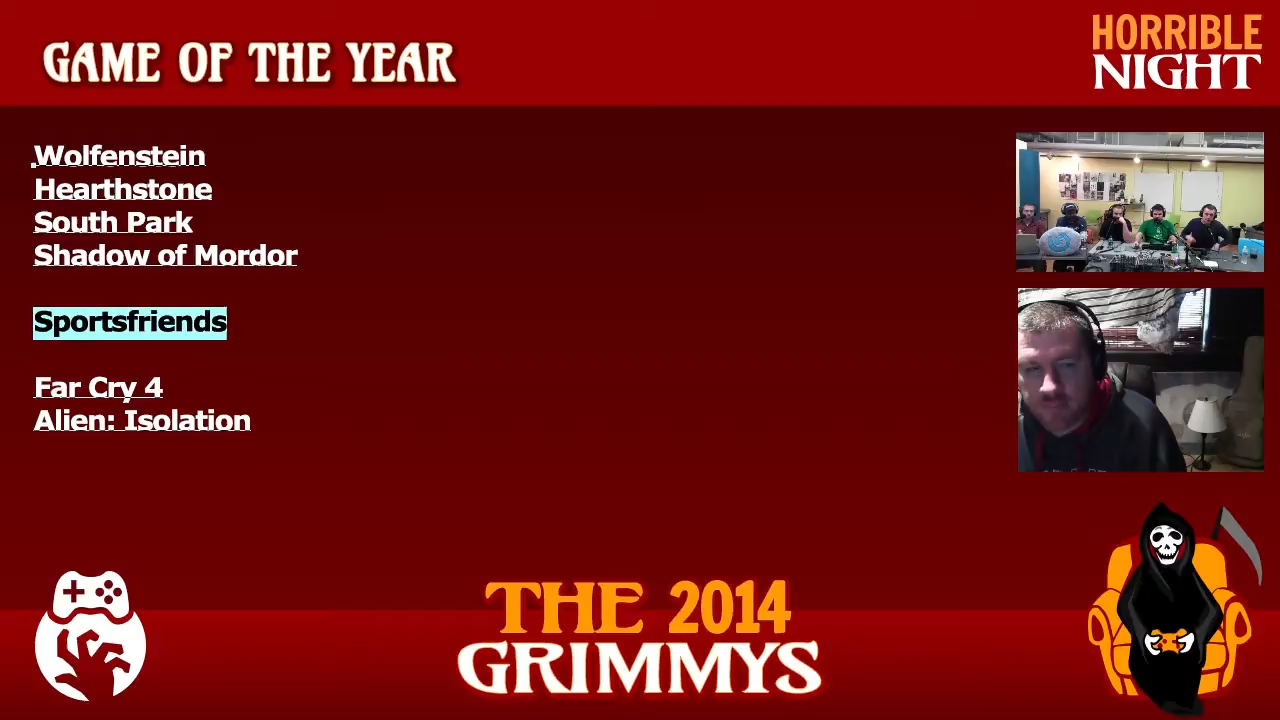 GAME OF THE YEAR
HORRIBLE
NIGHT
Wolfenstein
Hearthstone
South Park
Shadow of Mordor
Sportsfriends
Far Cry 4
Alien: Isolation
THE 2014
GRIMMYS